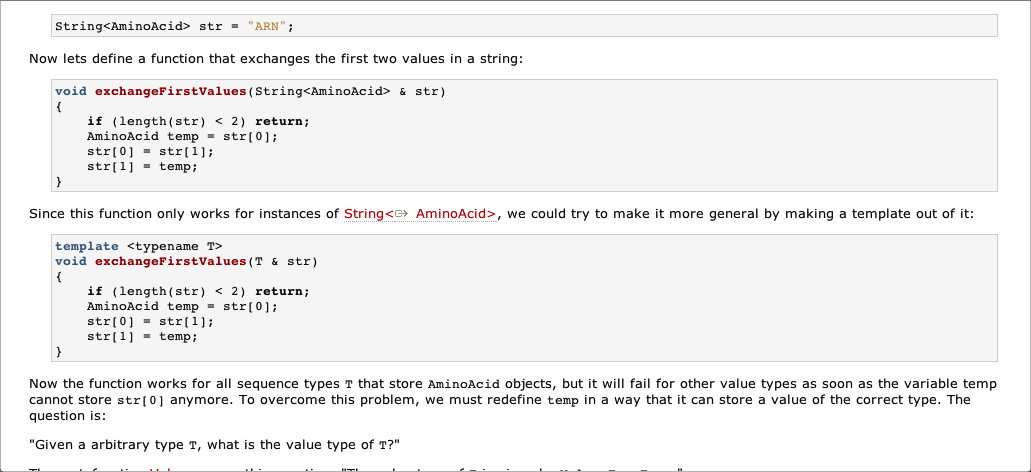 String<AminoAcid> str = "ARN";
Now lets define a function that exchanges the first two values in a string:
void exchangeFirstValues(String<AminoAcid> & str)
{
    if (length(str) < 2) return;
    AminoAcid temp = str[0];
    str[0] = str[1];
    str[1] = temp;
}
Since this function only works for instances of String< AminoAcid>, we could try to make it more general by making a template out of it:
template <typename T>
void exchangeFirstValues(T & str)
{
    if (length(str) < 2) return;
    AminoAcid temp = str[0];
    str[0] = str[1];
    str[1] = temp;
}
Now the function works for all sequence types T that store AminoAcid objects, but it will fail for other value types as soon as the variable temp
cannot store str[0] anymore. To overcome this problem, we must redefine temp in a way that it can store a value of the correct type. The
question is:
"Given a arbitrary type T, what is the value type of T?"